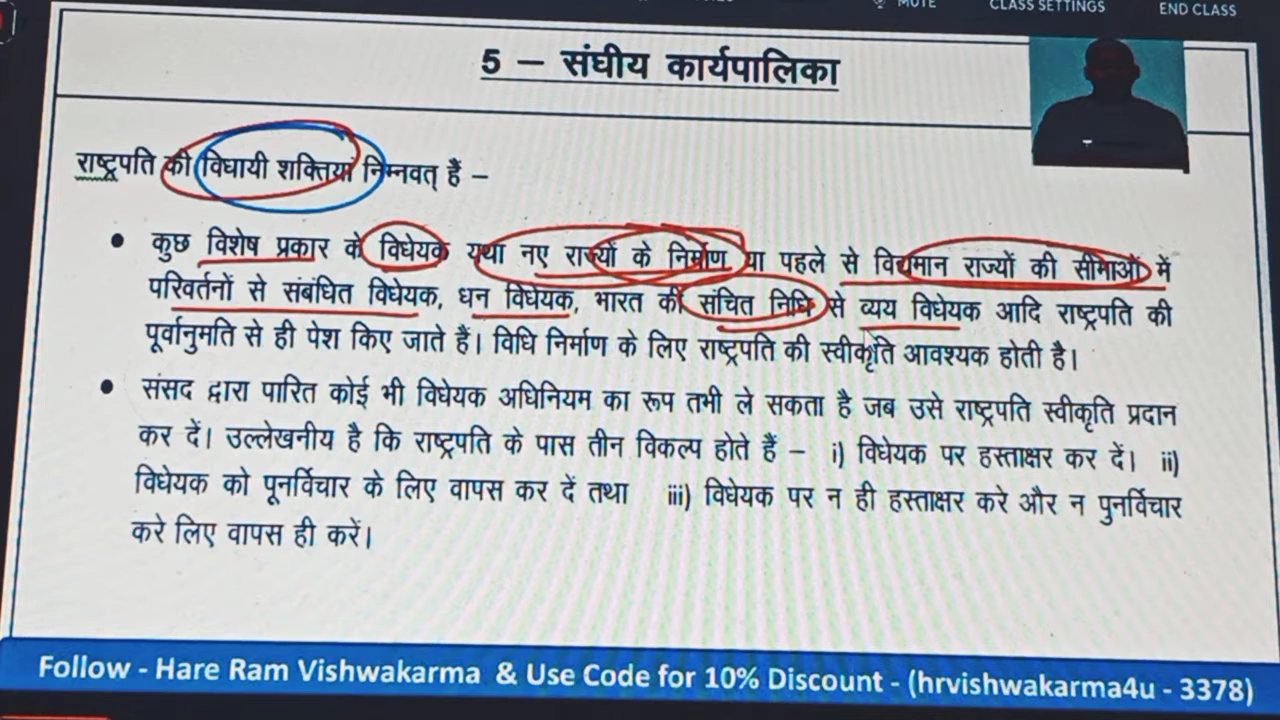 MUTE
CLASS SETTINGS
END CLASS
5 – संघीय कार्यपालिका
राष्ट्रपति की विधायी शक्तियां निम्नवत् हैं –
• कुछ विशेष प्रकार के विधेयक यथा नए राज्यों के निर्माण या पहले से विद्यमान राज्यों की सीमाओं में
परिवर्तनों से संबंधित विधेयक, धन विधेयक, भारत की संचित निधि से व्यय विधेयक आदि राष्ट्रपति की
पूर्वानुमति से ही पेश किए जाते हैं। विधि निर्माण के लिए राष्ट्रपति की स्वीकृति आवश्यक होती है।
• संसद द्वारा पारित कोई भी विधेयक अधिनियम का रूप तभी ले सकता है जब उसे राष्ट्रपति स्वीकृति प्रदान
कर दें। उल्लेखनीय है कि राष्ट्रपति के पास तीन विकल्प होते हैं – i) विधेयक पर हस्ताक्षर कर दें। ii)
विधेयक को पूनर्विचार के लिए वापस कर दें तथा iii) विधेयक पर न ही हस्ताक्षर करे और न पुनर्विचार
करे लिए वापस ही करें।
Follow - Hare Ram Vishwakarma & Use Code for 10% Discount - (hrvishwakarma4u - 3378)